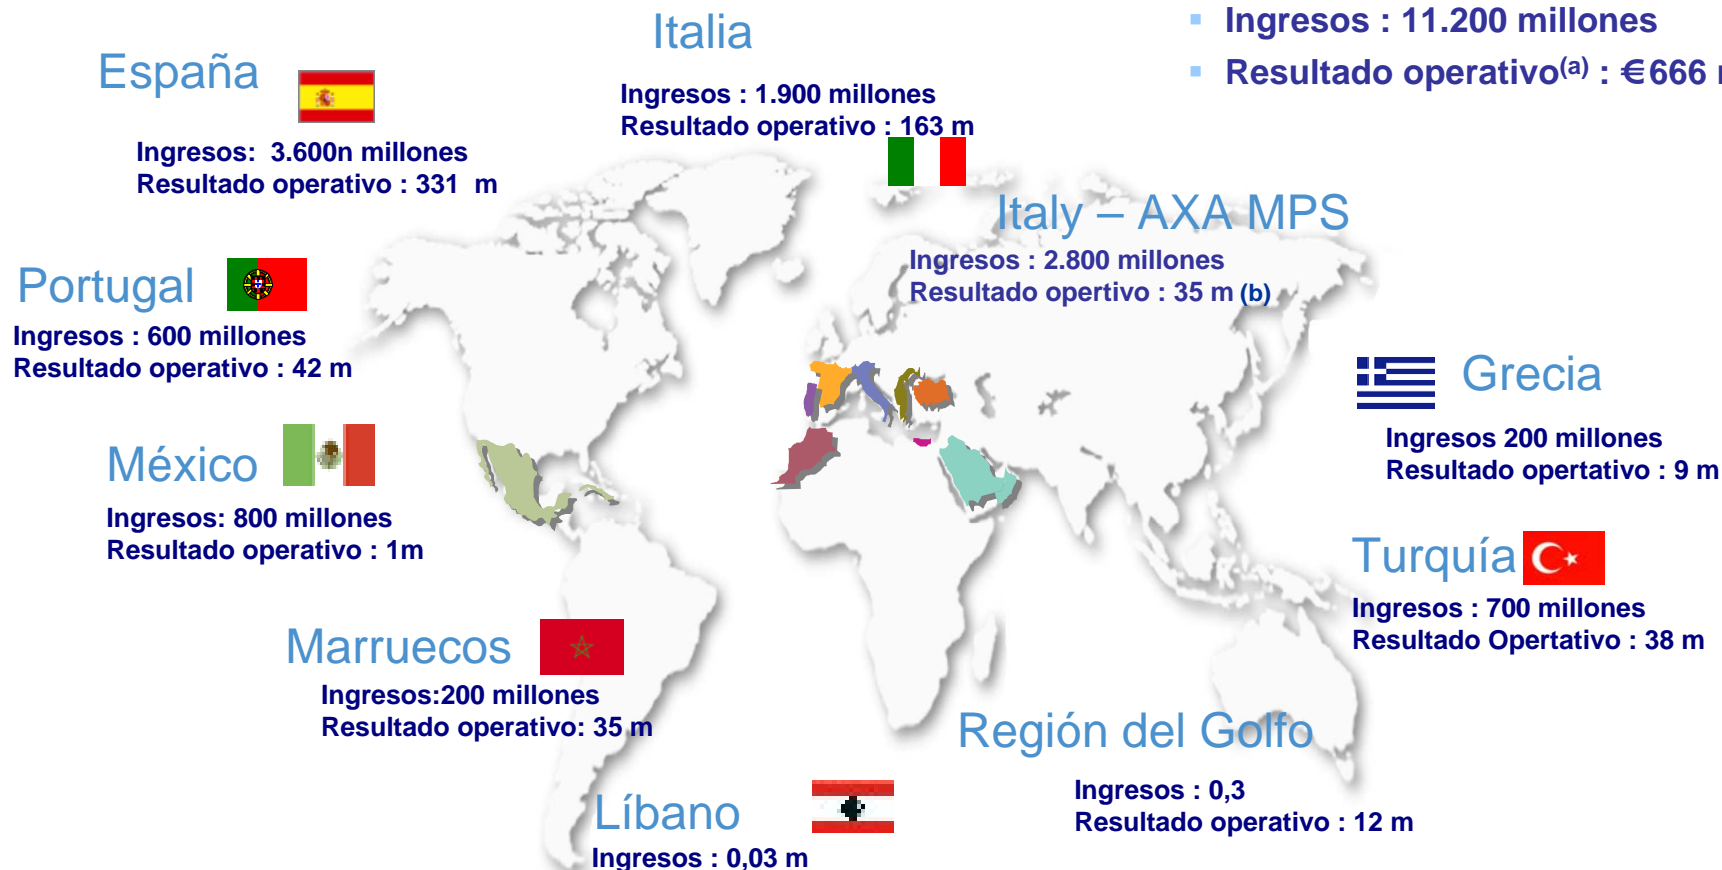 Ingresos : 11.200 millones
Resultado operativo(a) : €666
España
Ingresos: 3.600n millones
Resultado operativo : 331 m
Italia
Ingresos : 1.900 millones
Resultado operativo : 163 m
Italy – AXA MPS
Ingresos : 2.800 millones
Resultado opertivo : 35 m (b)
Portugal
Ingresos : 600 millones
Resultado operativo : 42 m
Grecia
Ingresos 200 millones
Resultado opertativo : 9 m
México
Ingresos: 800 millones
Resultado operativo : 1m
Turquía
Ingresos : 700 millones
Resultado Opertativo : 38 m
Marruecos
Ingresos:200 millones
Resultado operativo: 35 m
Región del Golfo
Ingresos : 0,3
Resultado operativo : 12 m
Líbano
Ingresos : 0,03 m